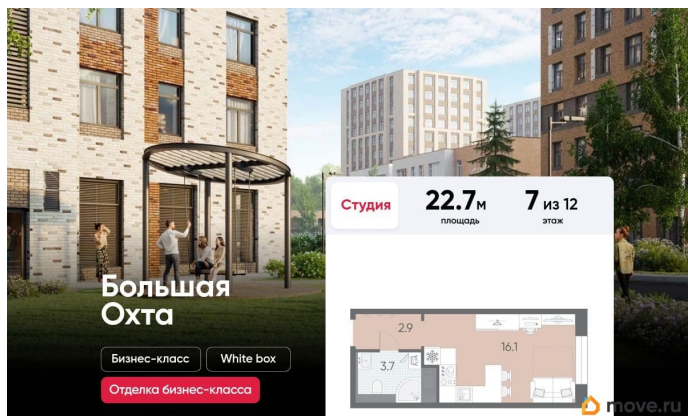 Студия
22.7м
площадь
7 из 12
этаж
Большая
Охта
Бизнес-класс
White box
Отделка бизнес-класса
2.9
16.1
3.7
move.ru